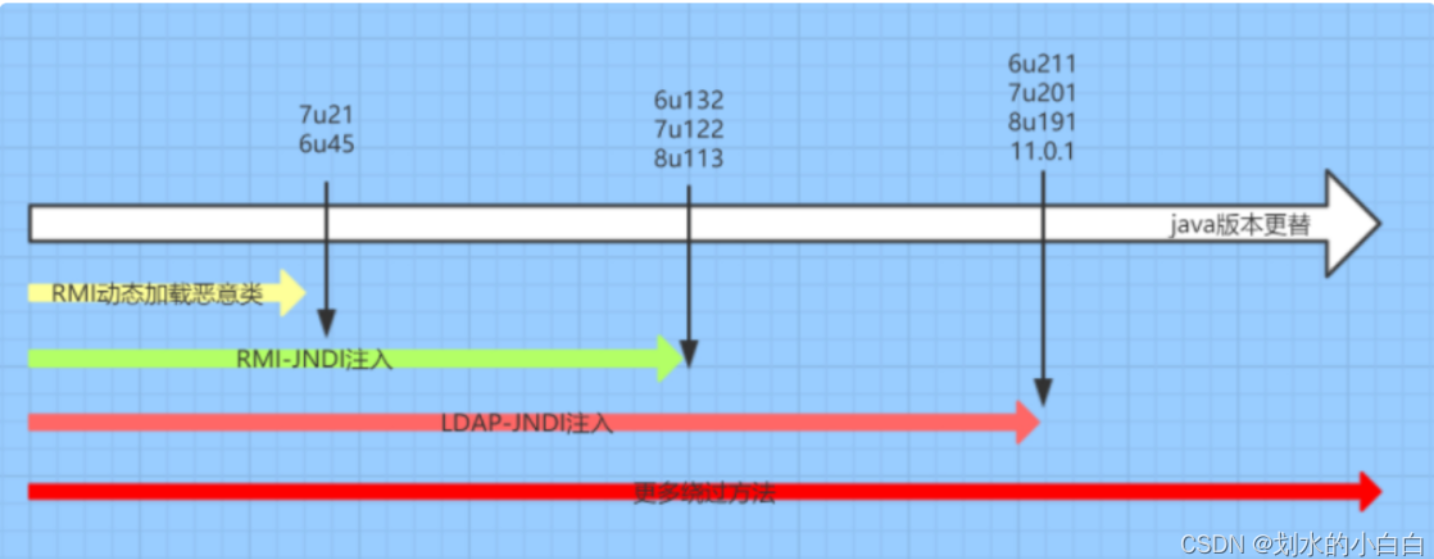 7u21
6u45
6u132
7u122
8u113
6u211
7u201
8u191
11.0.1
java版本更替
RMI动态加载恶意类
RMI-JNDI注入
LDAP-JNDI注入
更多绕过方法
CSDN @划水的小白白